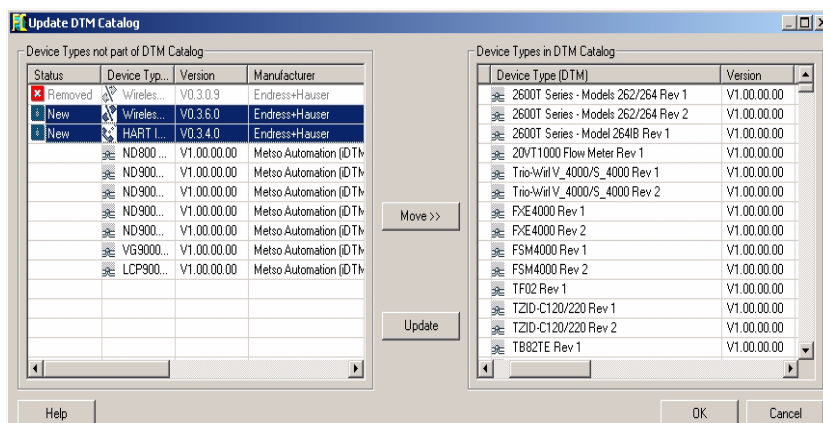 Update DTM Catalog
Device Types not part of DTM Catalog
Status Device Typ... Version Manufacturer
Removed Wireles... V0.3.0.9 Endress+Hauser
New Wireles... V0.3.6.0 Endress+Hauser
New HART I... V0.3.4.0 Endress+Hauser
ND800 ... V1.00.00.00 Metso Automation (iDTM
ND900... V1.00.00.00 Metso Automation (iDTM
ND900... V1.00.00.00 Metso Automation (iDTM
ND900... V1.00.00.00 Metso Automation (iDTM
ND900... V1.00.00.00 Metso Automation (iDTM
VG9000... V1.00.00.00 Metso Automation (iDTM
LCP900... V1.00.00.00 Metso Automation (iDTM
Move >>
Update
Device Types in DTM Catalog
Device Type (DTM) Version
2600T Series - Models 262/264 Rev 1 V1.00.00.00
2600T Series - Models 262/264 Rev 2 V1.00.00.00
2600T Series - Model 264IB Rev 1 V1.00.00.00
20VT1000 Flow Meter Rev 1 V1.00.00.00
Trio-Wirl V_4000/S_4000 Rev 1 V1.00.00.00
Trio-Wirl V_4000/S_4000 Rev 2 V1.00.00.00
FXE4000 Rev 1 V1.00.00.00
FXE4000 Rev 2 V1.00.00.00
FSM4000 Rev 1 V1.00.00.00
FSM4000 Rev 2 V1.00.00.00
TF02 Rev 1 V1.00.00.00
TZID-C120/220 Rev 1 V1.00.00.00
TZID-C120/220 Rev 2 V1.00.00.00
TB82TE Rev 1 V1.00.00.00
Help
OK
Cancel